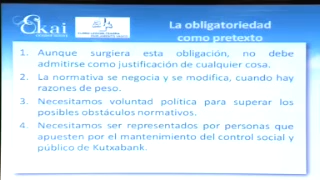 Ekai
La obligatoriedad
como pretexto
1. Aunque surgiera esta obligación, no debe
admitirse como justificación de cualquier cosa.
2. La normativa se negocia y se modifica, cuando hay
razones de peso.
3. Necesitamos voluntad politica para superar los
posibles obstáculos normativos.
4. Necesitamos ser representados por personas que
apuesten por el mantenimiento del control social y
público de Kutxabank.